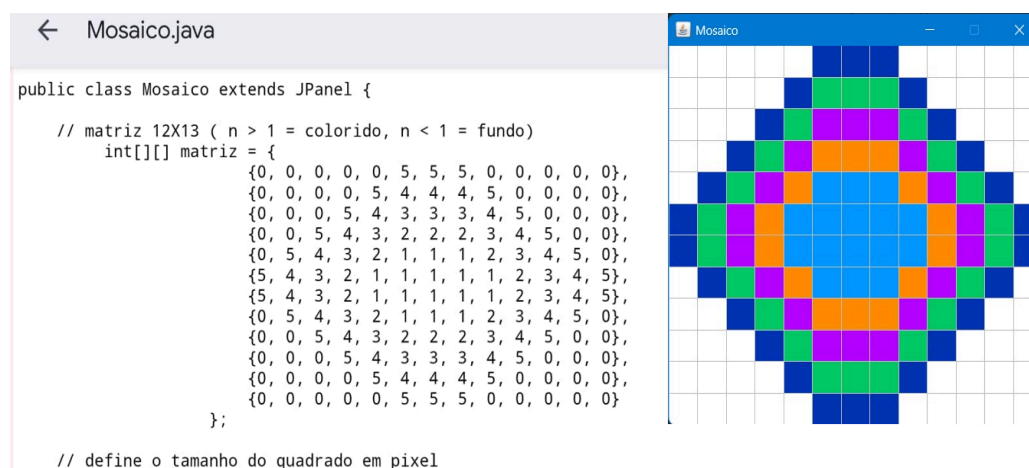 ← Mosaico.java
public class Mosaico extends JPanel {
// matriz 12X13 ( n > 1 = colorido, n < 1 = fundo)
int[][] matriz = {
{0, 0, 0, 0, 0, 5, 5, 5, 0, 0, 0, 0, 0},
{0, 0, 0, 0, 5, 4, 4, 4, 5, 0, 0, 0, 0},
{0, 0, 0, 5, 4, 3, 3, 3, 4, 5, 0, 0, 0},
{0, 0, 5, 4, 3, 2, 2, 2, 3, 4, 5, 0, 0},
{0, 5, 4, 3, 2, 1, 1, 1, 2, 3, 4, 5, 0},
{5, 4, 3, 2, 1, 1, 1, 1, 1, 2, 3, 4, 5},
{5, 4, 3, 2, 1, 1, 1, 1, 1, 2, 3, 4, 5},
{0, 5, 4, 3, 2, 1, 1, 1, 2, 3, 4, 5, 0},
{0, 0, 5, 4, 3, 2, 2, 2, 3, 4, 5, 0, 0},
{0, 0, 0, 5, 4, 3, 3, 3, 4, 5, 0, 0, 0},
{0, 0, 0, 0, 5, 4, 4, 4, 5, 0, 0, 0, 0},
{0, 0, 0, 0, 0, 5, 5, 5, 0, 0, 0, 0, 0}
};
// define o tamanho do quadrado em pixel
Mosaico